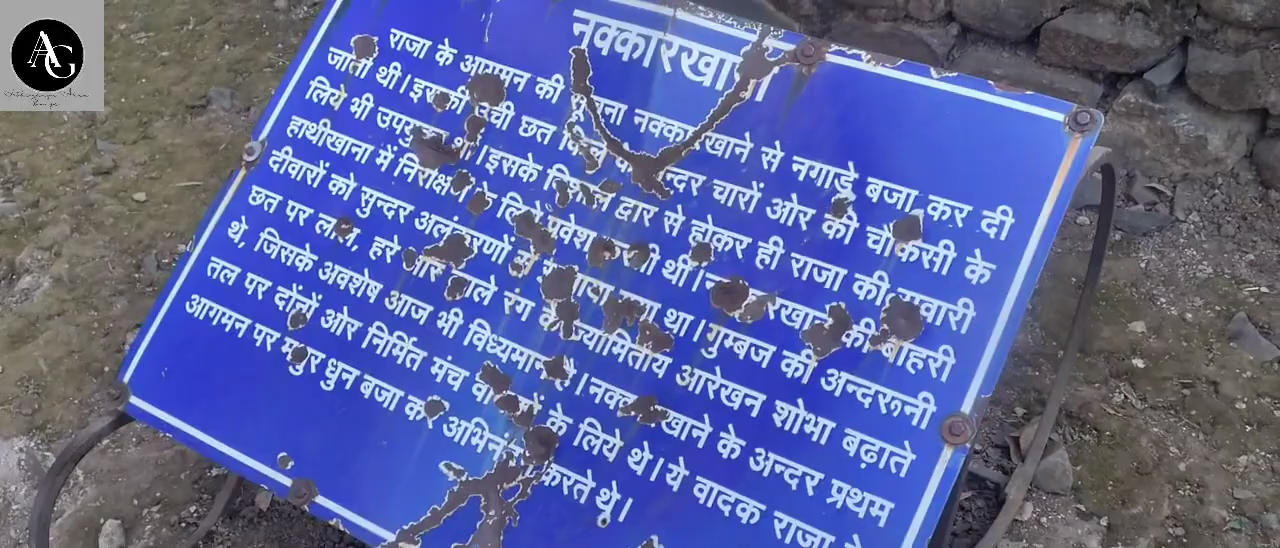 AG
नक्कारखाना
राजा के आगमन की सूचना नक्कारखाने से नगाड़े बजा कर दी
जाती थी। इसकी ऊंची छत किले के अन्दर चारों ओर की चौकसी के
लिये भी उपयुक्त थी। इसके विशाल द्वार से होकर ही राजा की सवारी
हाथीखाना में निरीक्षण के लिये प्रवेश करती थी। नक्कारखाने की बाहरी
दीवारों को सुन्दर अलंकरणों से सजाया गया था। गुम्बज की अन्दरूनी
छत पर लाल, हरे और काले रंग के ज्यामितीय आरेखन शोभा बढ़ाते
थे, जिसके अवशेष आज भी विध्यमान है। नक्कारखाने के अन्दर प्रथम
तल पर दोंनों ओर निर्मित मंच वादकों के लिये थे। ये वादक राजा के
आगमन पर मधुर धुन बजा कर अभिनंदन करते थे।